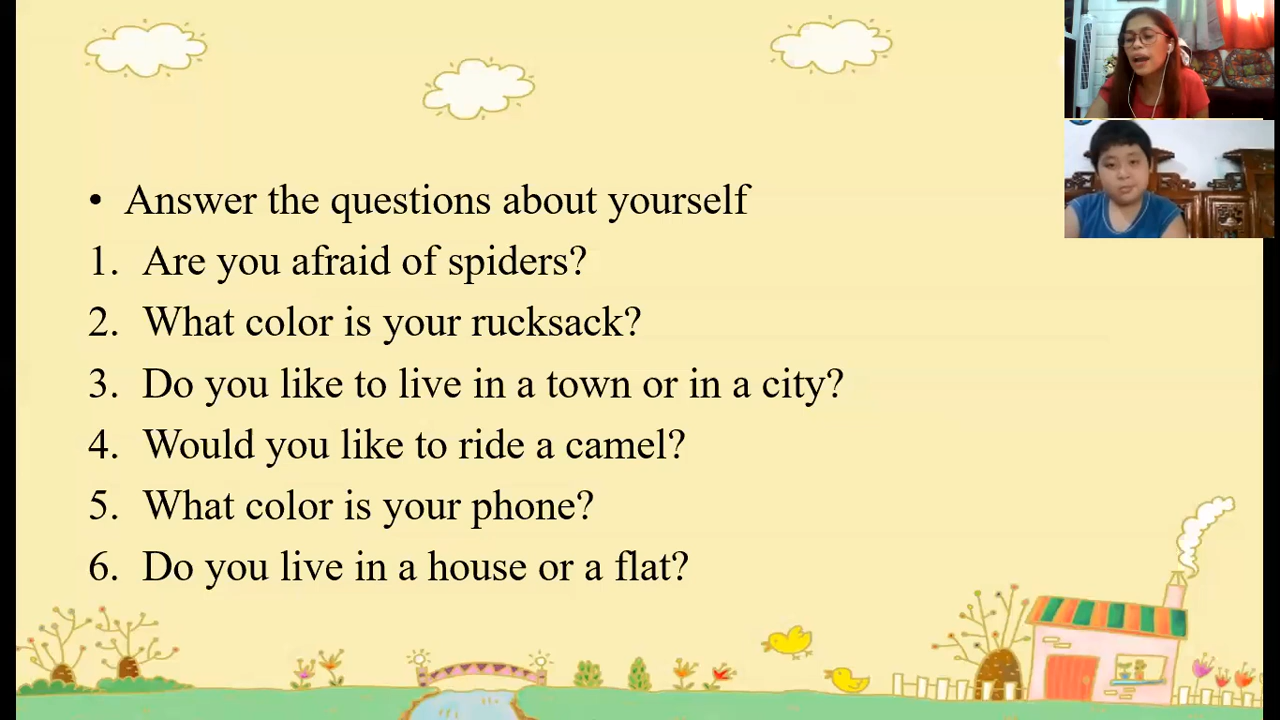 • Answer the questions about yourself
1. Are you afraid of spiders?
2. What color is your rucksack?
3. Do you like to live in a town or in a city?
4. Would you like to ride a camel?
5. What color is your phone?
6. Do you live in a house or a flat?